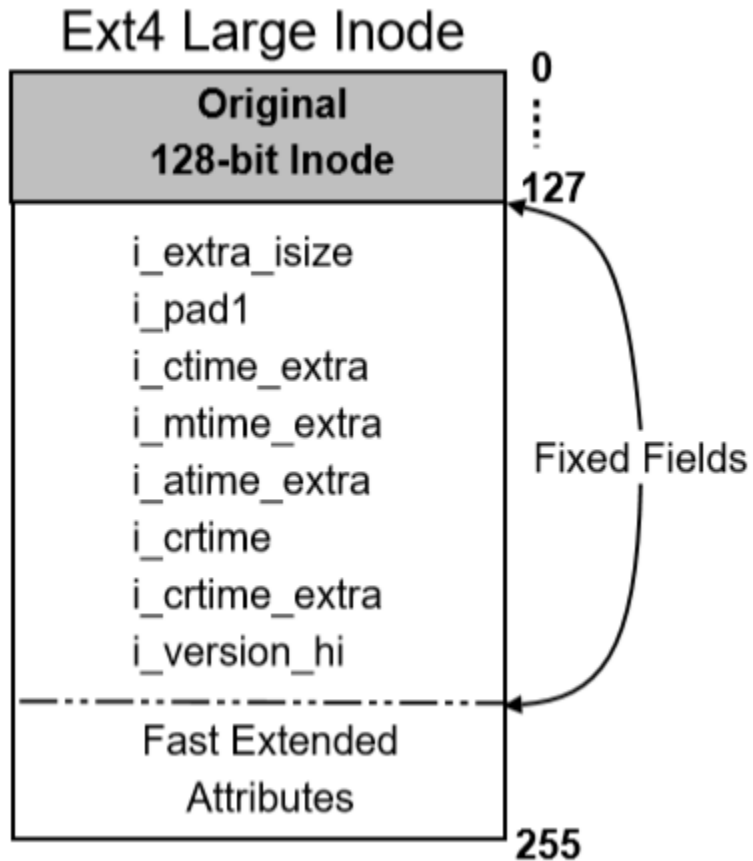 Ext4 Large Inode
Original
128-bit Inode
0
127
i_extra_isize
i_pad1
i_ctime_extra
i_mtime_extra
i_atime_extra
i_crtime
i_crtime_extra
i_version_hi
Fixed Fields
Fast Extended
Attributes
255